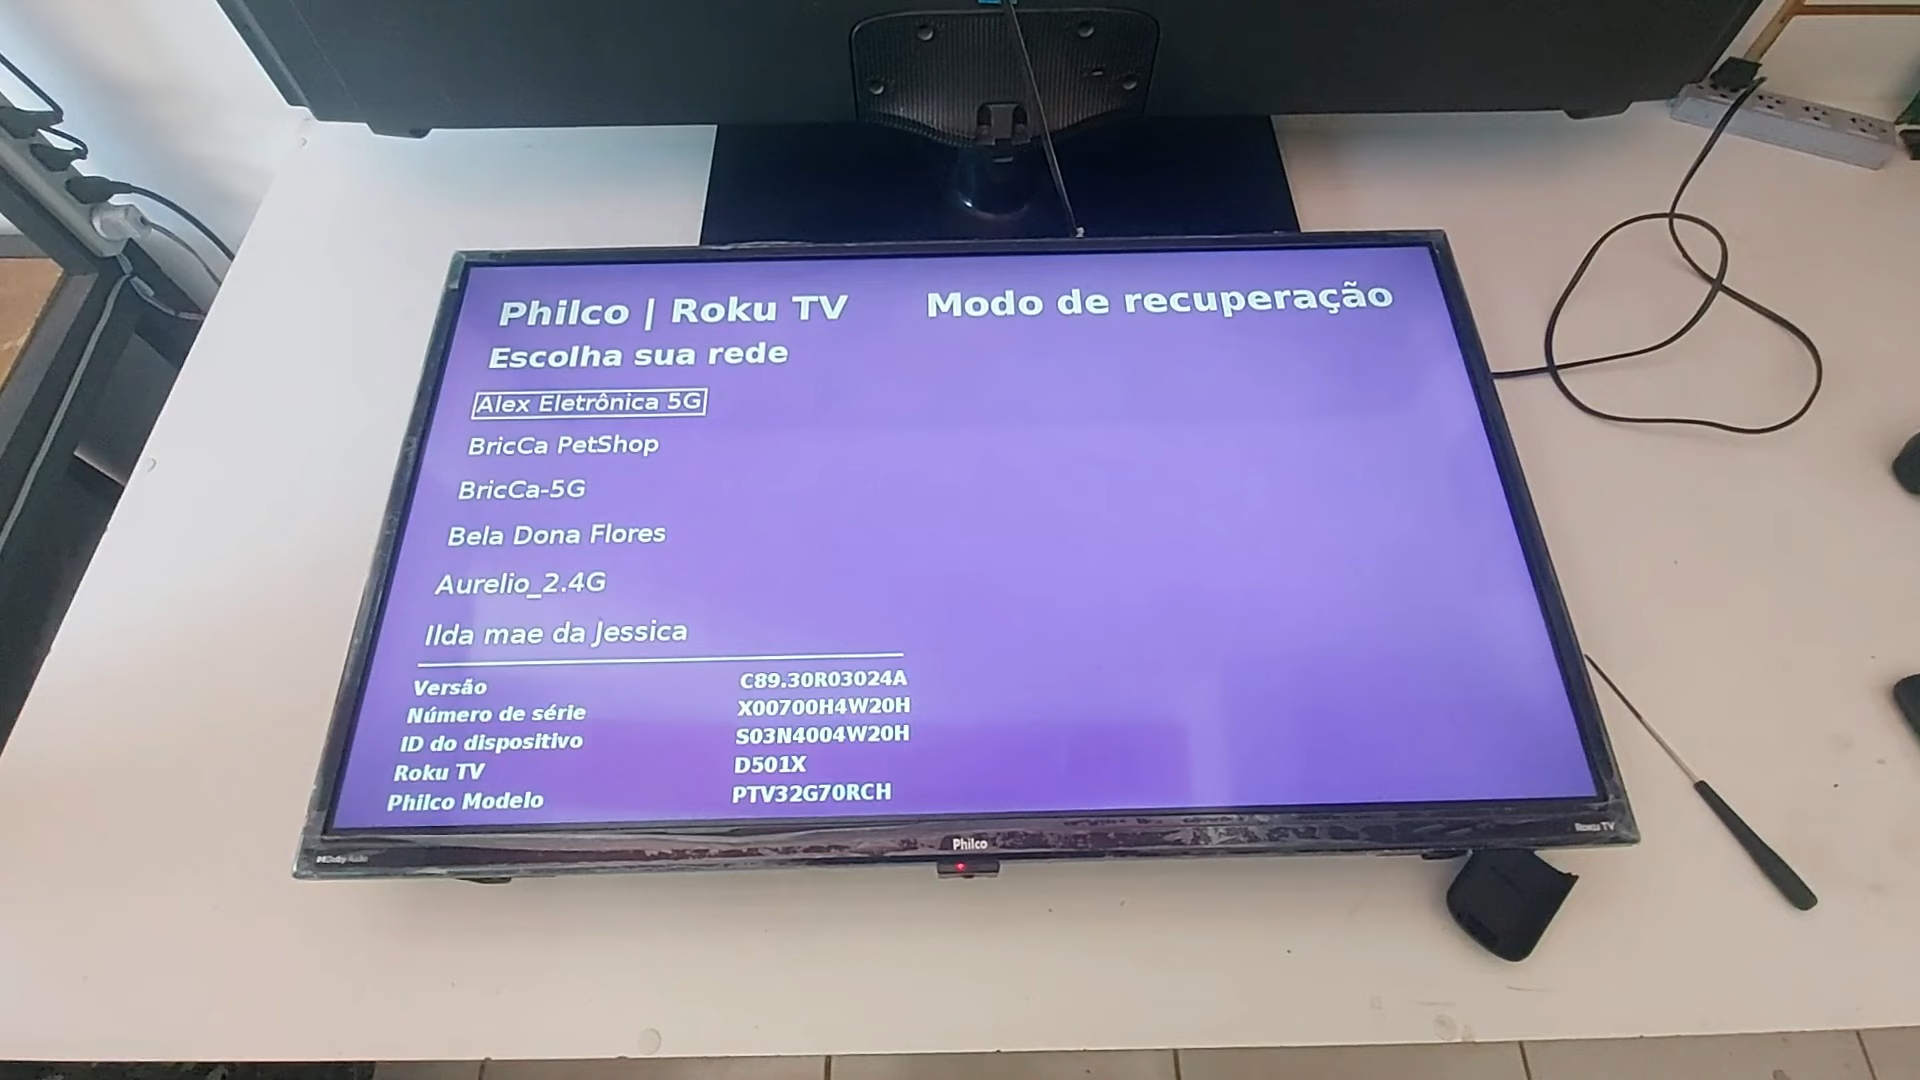 Philco | Roku TV Modo de recuperação
Escolha sua rede
Alex Eletrônica 5G
BricCa PetShop
BricCa-5G
Bela Dona Flores
Aurelio_2.4G
Ilda mae da Jessica
Versão C89.30R03024A
Número de série X00700H4W20H
ID do dispositivo S03N4004W20H
Roku TV D501X
Philco Modelo PTV32G70RCH
Dolby Audio
Philco
Roku TV